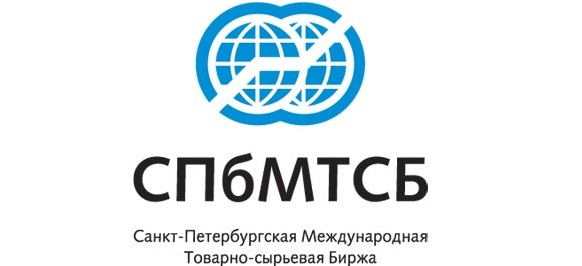 СПбМТСБ
Санкт-Петербургская Международная
Товарно-сырьевая Биржа